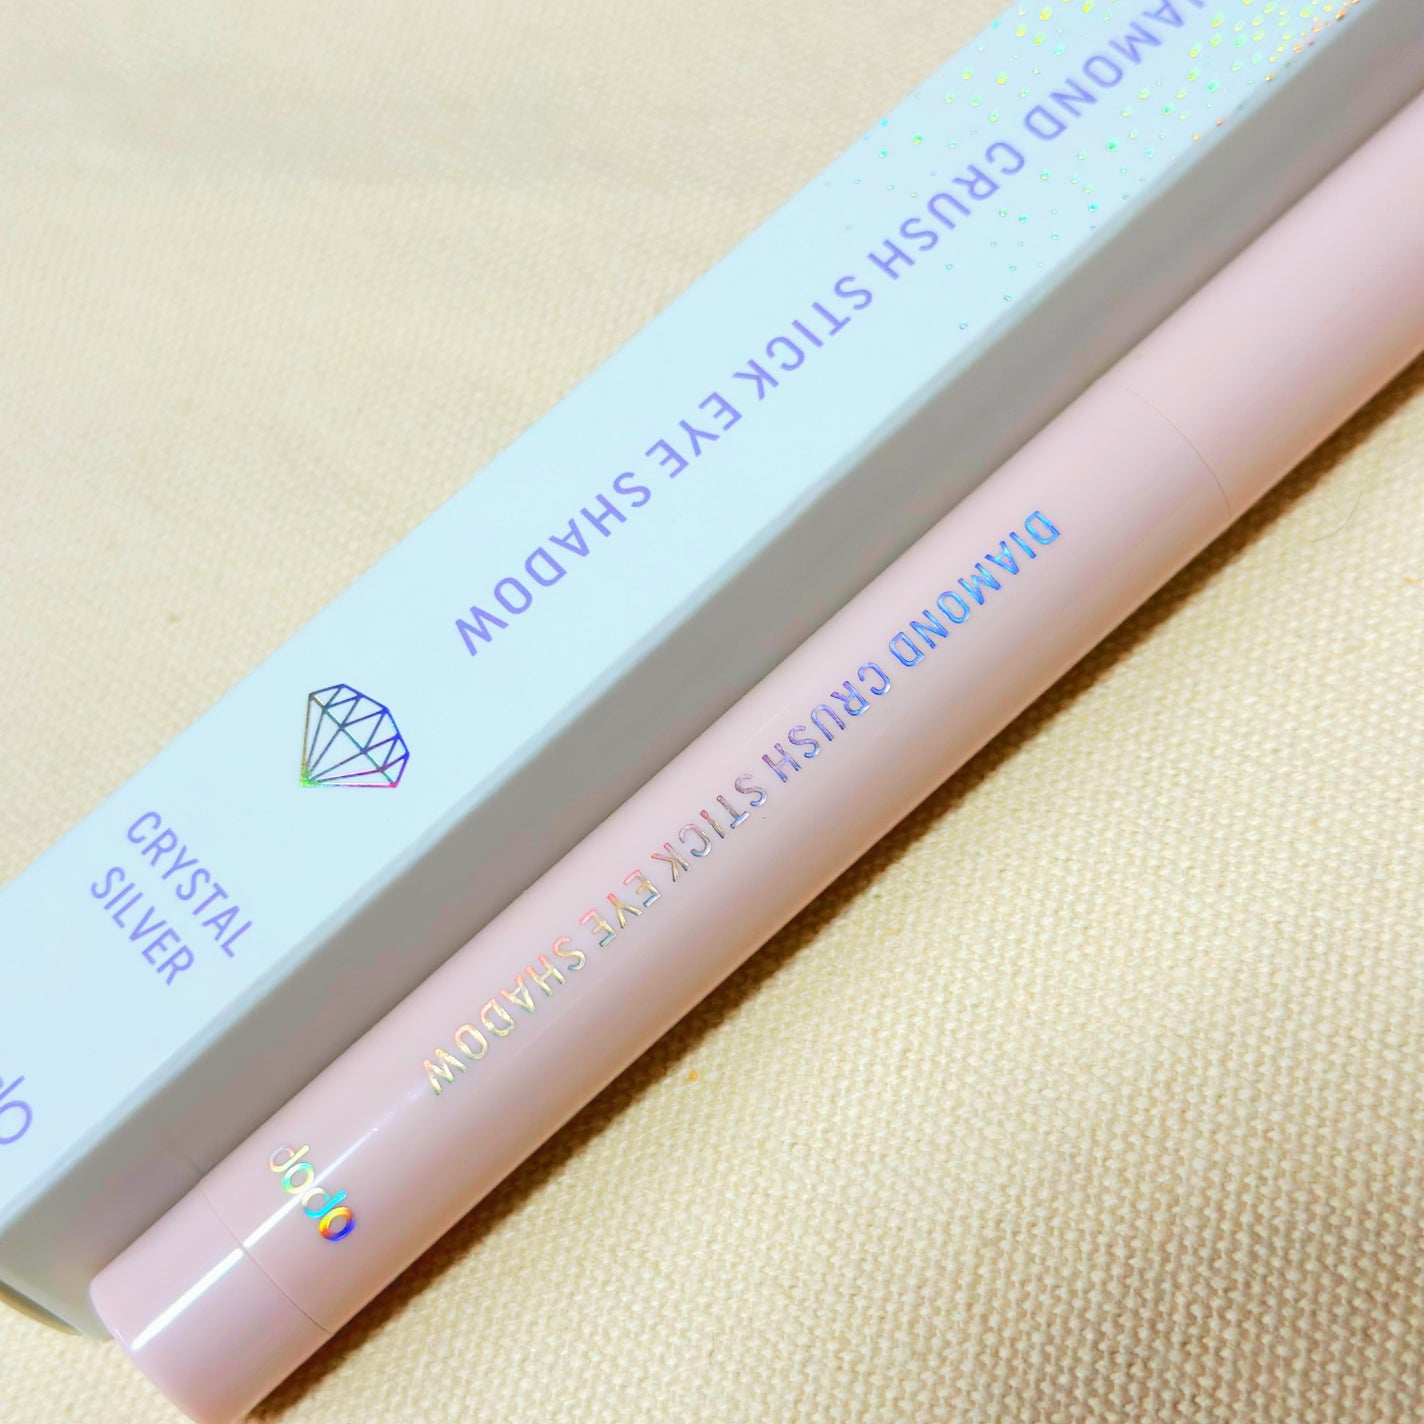 DIAMOND CRUSH STICK EYE SHADOW
CRYSTAL
SILVER
DIAMOND CRUSH STICK EYE SHADOW
dodo